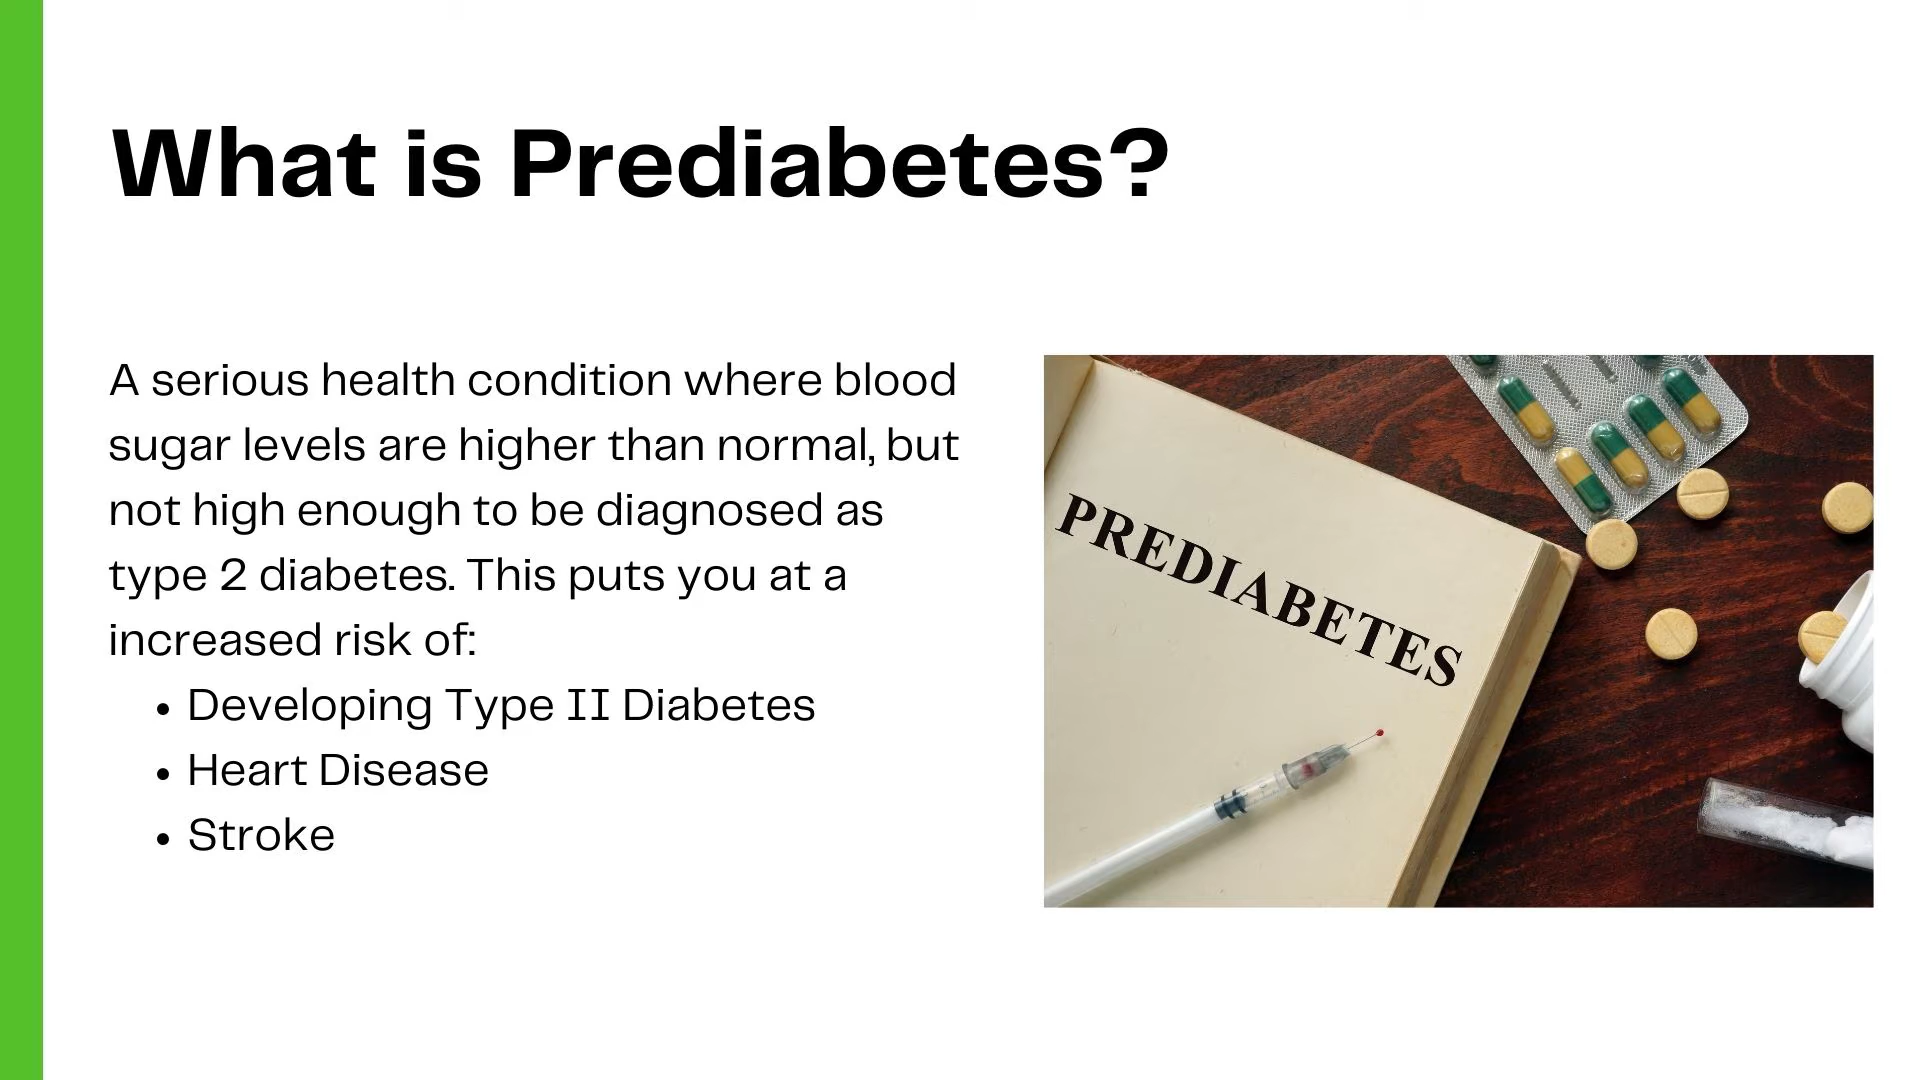 What is Prediabetes?
A serious health condition where blood
sugar levels are higher than normal, but
not high enough to be diagnosed as
type 2 diabetes. This puts you at a
increased risk of:
• Developing Type II Diabetes
• Heart Disease
• Stroke
PREDIABETES